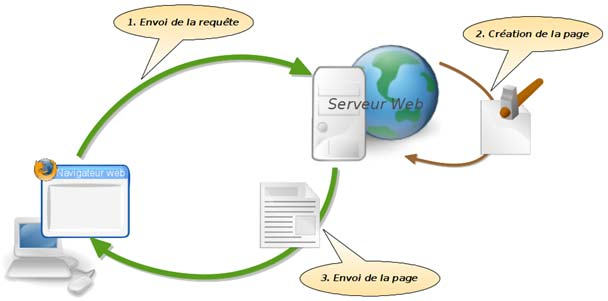 1. Envoi de la requête
2. Création de la page
Serveur Web
Navigateur web
3. Envoi de la page